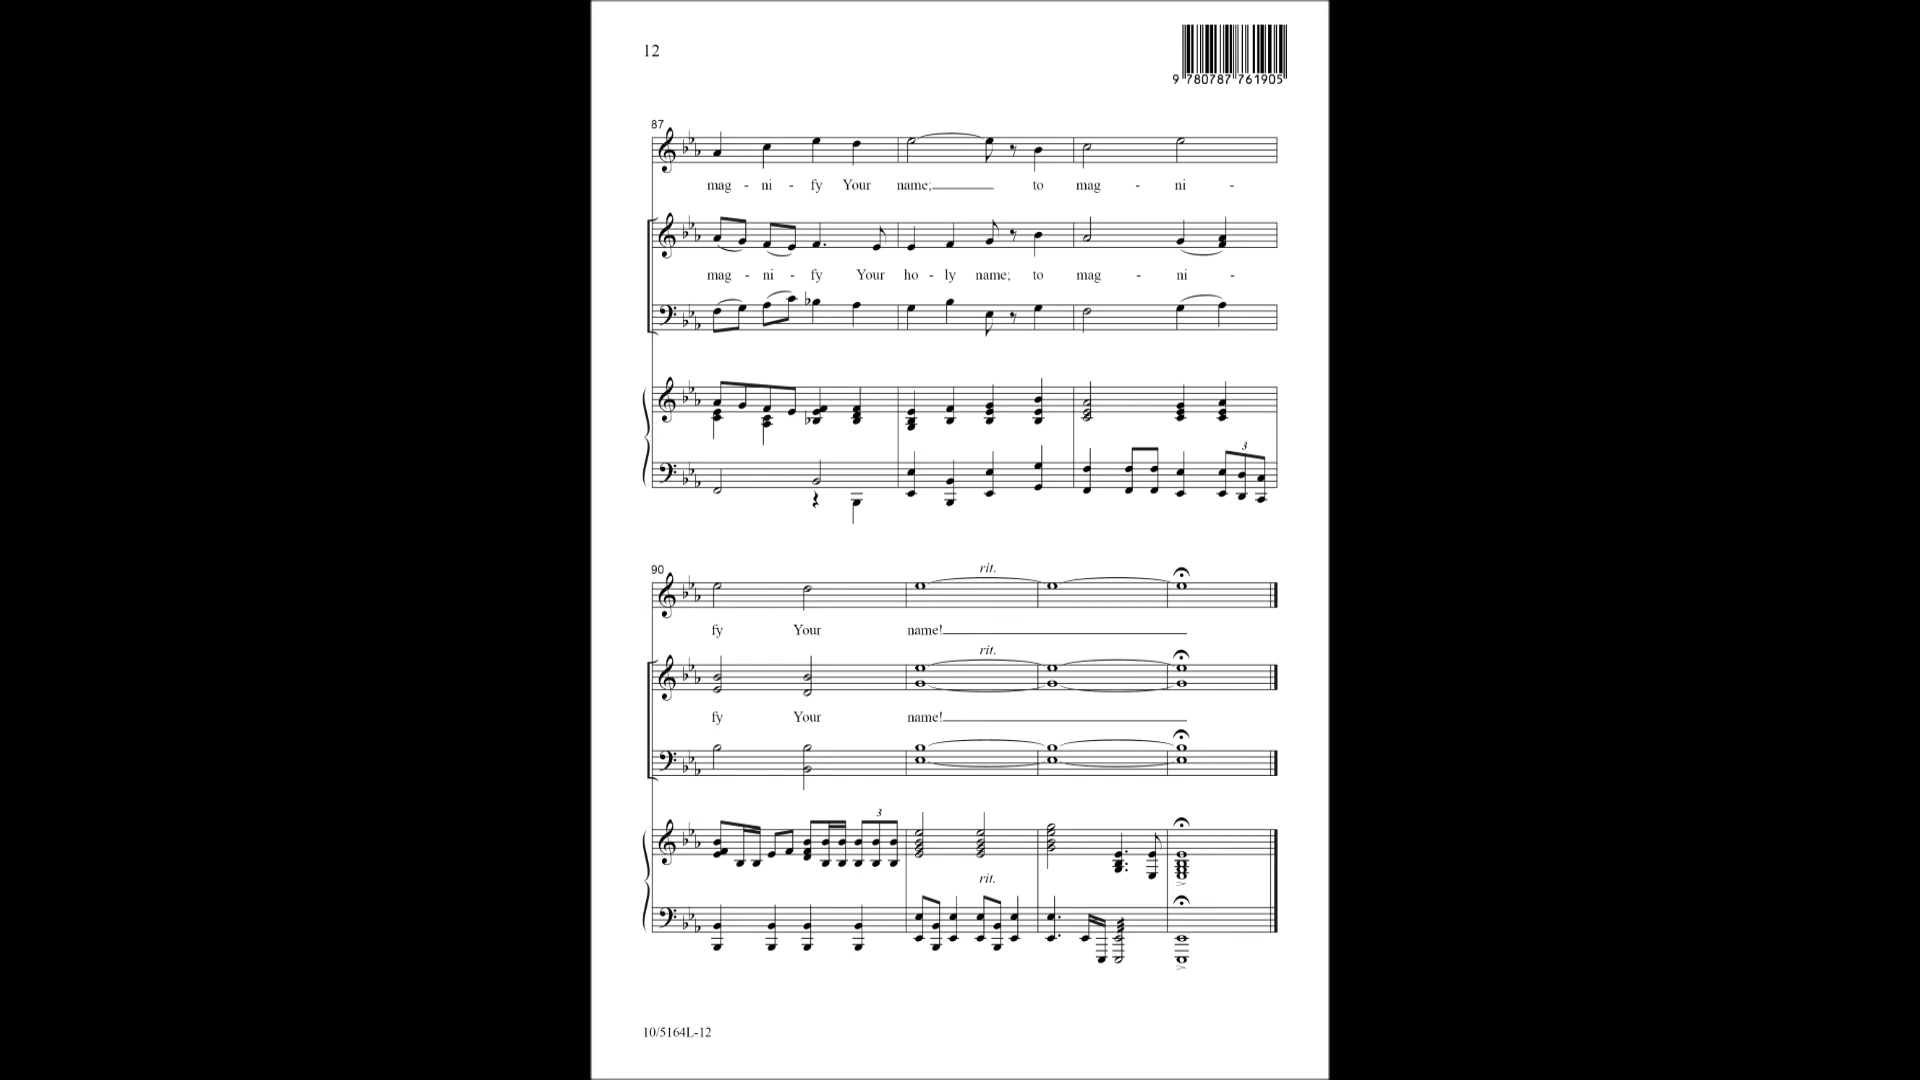 12
9 780787 761905
87
mag - ni - fy Your name; to mag - ni -
mag - ni - fy Your ho - ly name; to mag - ni -
3
90
rit.
fy Your name!
rit.
fy Your name!
3
rit.
10/5164L-12